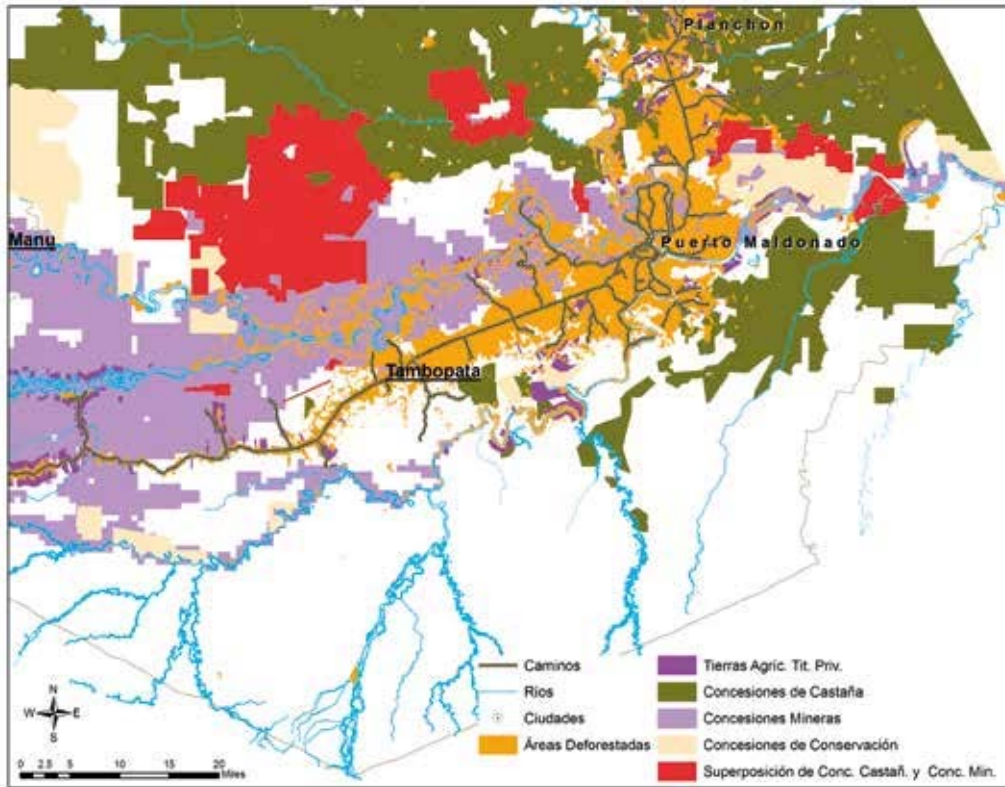 Planchon
Manu
Puerto Maldonado
Tambopata
Caminos
Ríos
Ciudades
Áreas Deforestadas
Tierras Agríc. Tit. Priv.
Concesiones de Castaña
Concesiones Mineras
Concesiones de Conservación
Superposición de Conc. Castañ. y Conc. Min.
N
W E
S
0 2.5 5 10 15 20
Miles